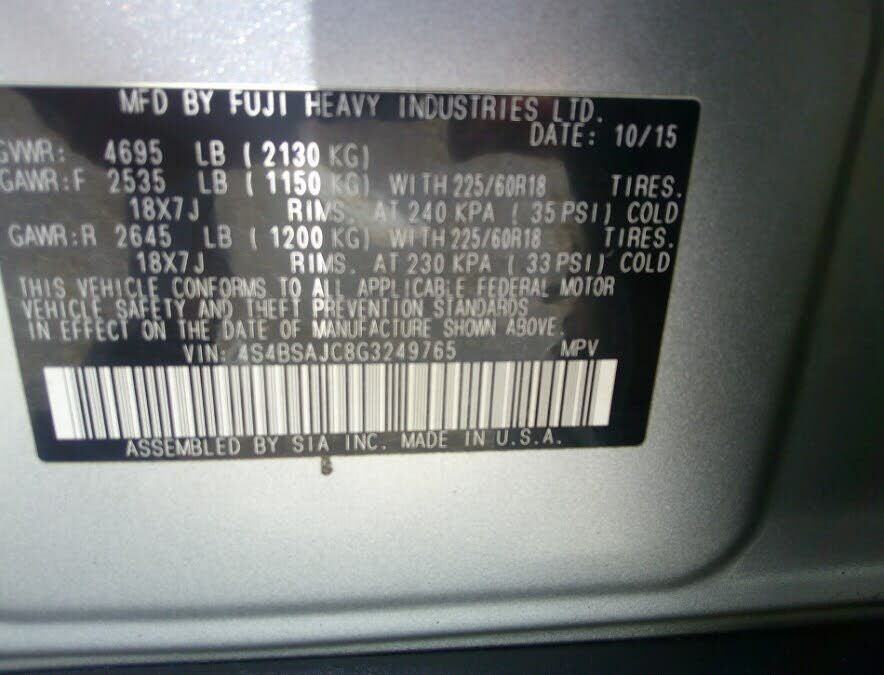 MFD BY FUJI HEAVY INDUSTRIES LTD.
DATE: 10/15
GVWR: 4695 LB ( 2130 KG)
GAWR:F 2535 LB ( 1150 KG) WITH 225/60R18 TIRES.
18X7J RIMS. AT 240 KPA ( 35 PSI) COLD
GAWR:R 2645 LB ( 1200 KG) WITH 225/60R18 TIRES.
18X7J RIMS. AT 230 KPA ( 33 PSI) COLD
THIS VEHICLE CONFORMS TO ALL APPLICABLE FEDERAL MOTOR
VEHICLE SAFETY AND THEFT PREVENTION STANDARDS
IN EFFECT ON THE DATE OF MANUFACTURE SHOWN ABOVE.
VIN: 4S4BSAJC8G3249765 MPV
ASSEMBLED BY SIA INC. MADE IN U.S.A.